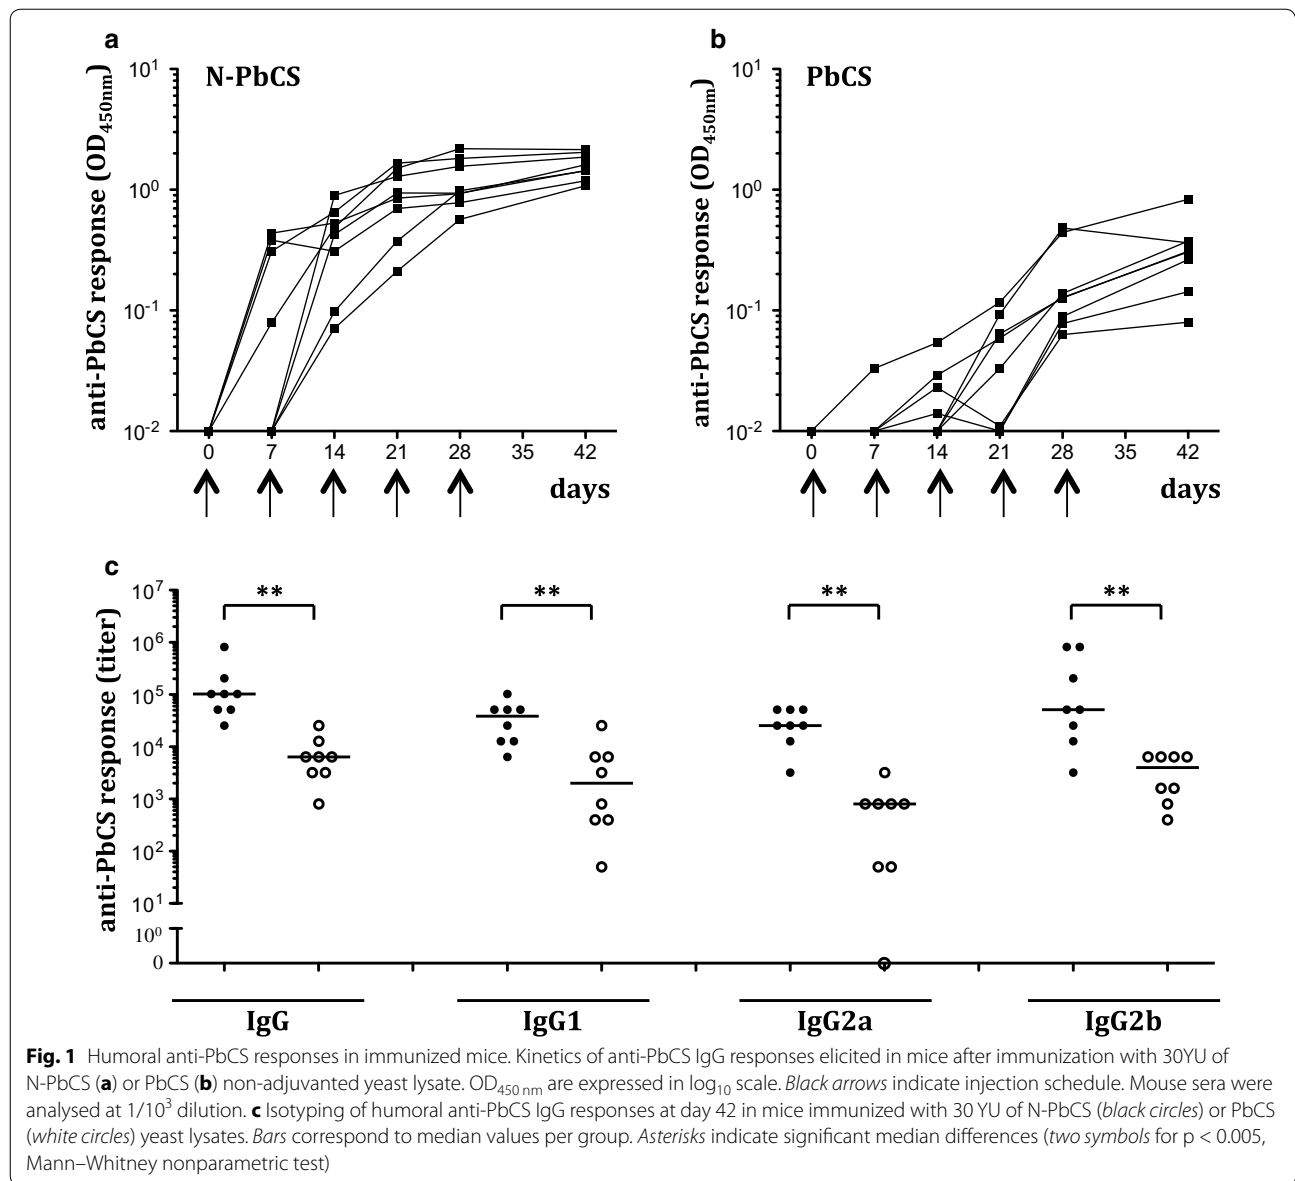 a
N-PbCS
anti-PbCS response (OD450nm)
10^1
10^0
10^-1
10^-2
0 7 14 21 28 35 42
days
b
PbCS
anti-PbCS response (OD450nm)
10^1
10^0
10^-1
10^-2
0 7 14 21 28 35 42
days
c
anti-PbCS response (titer)
10^7
10^6
10^5
10^4
10^3
10^2
10^1
10^0
0
** ** ** **
IgG IgG1 IgG2a IgG2b
Fig. 1 Humoral anti-PbCS responses in immunized mice. Kinetics of anti-PbCS IgG responses elicited in mice after immunization with 30YU of
N-PbCS (a) or PbCS (b) non-adjuvanted yeast lysate. OD450 nm are expressed in log10 scale. Black arrows indicate injection schedule. Mouse sera were
analysed at 1/10^3 dilution. c Isotyping of humoral anti-PbCS IgG responses at day 42 in mice immunized with 30 YU of N-PbCS (black circles) or PbCS
(white circles) yeast lysates. Bars correspond to median values per group. Asterisks indicate significant median differences (two symbols for p < 0.005,
Mann–Whitney nonparametric test)